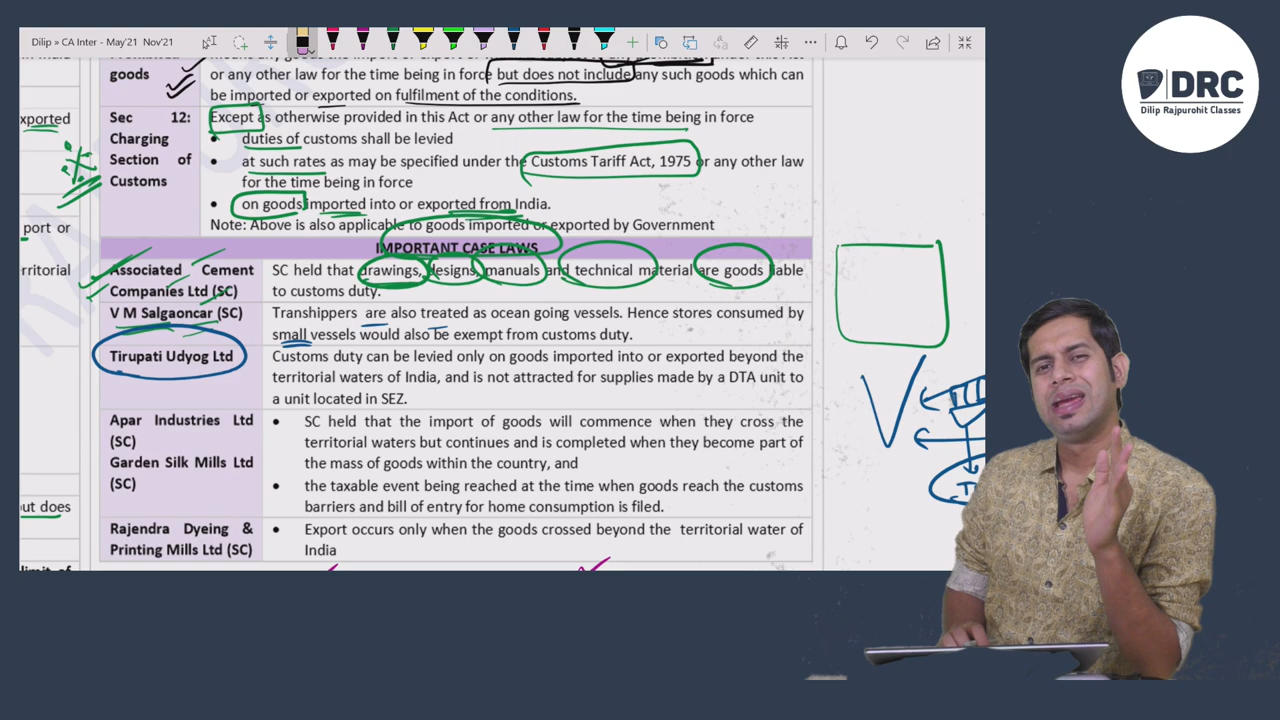 Dilip » CA Inter - May'21 Nov'21
DRC
Dilip Rajpurohit Classes
goods
or any other law for the time being in force but does not include any such goods which can
be imported or exported on fulfilment of the conditions.
xported
port or
rritorial
out does
Sec 12:
Charging
Section of
Customs
Except as otherwise provided in this Act or any other law for the time being in force
• duties of customs shall be levied
• at such rates as may be specified under the Customs Tariff Act, 1975 or any other law
for the time being in force
• on goods imported into or exported from India.
Note: Above is also applicable to goods imported or exported by Government
IMPORTANT CASE LAWS
Associated Cement
Companies Ltd (SC)
SC held that drawings, designs, manuals and technical material are goods liable
to customs duty.
V M Salgaoncar (SC)
Transhippers are also treated as ocean going vessels. Hence stores consumed by
small vessels would also be exempt from customs duty.
Tirupati Udyog Ltd
Customs duty can be levied only on goods imported into or exported beyond the
territorial waters of India, and is not attracted for supplies made by a DTA unit to
a unit located in SEZ.
Apar Industries Ltd
(SC)
Garden Silk Mills Ltd
(SC)
• SC held that the import of goods will commence when they cross the
territorial waters but continues and is completed when they become part of
the mass of goods within the country, and
• the taxable event being reached at the time when goods reach the customs
barriers and bill of entry for home consumption is filed.
Rajendra Dyeing &
Printing Mills Ltd (SC)
• Export occurs only when the goods crossed beyond the territorial water of
India
V